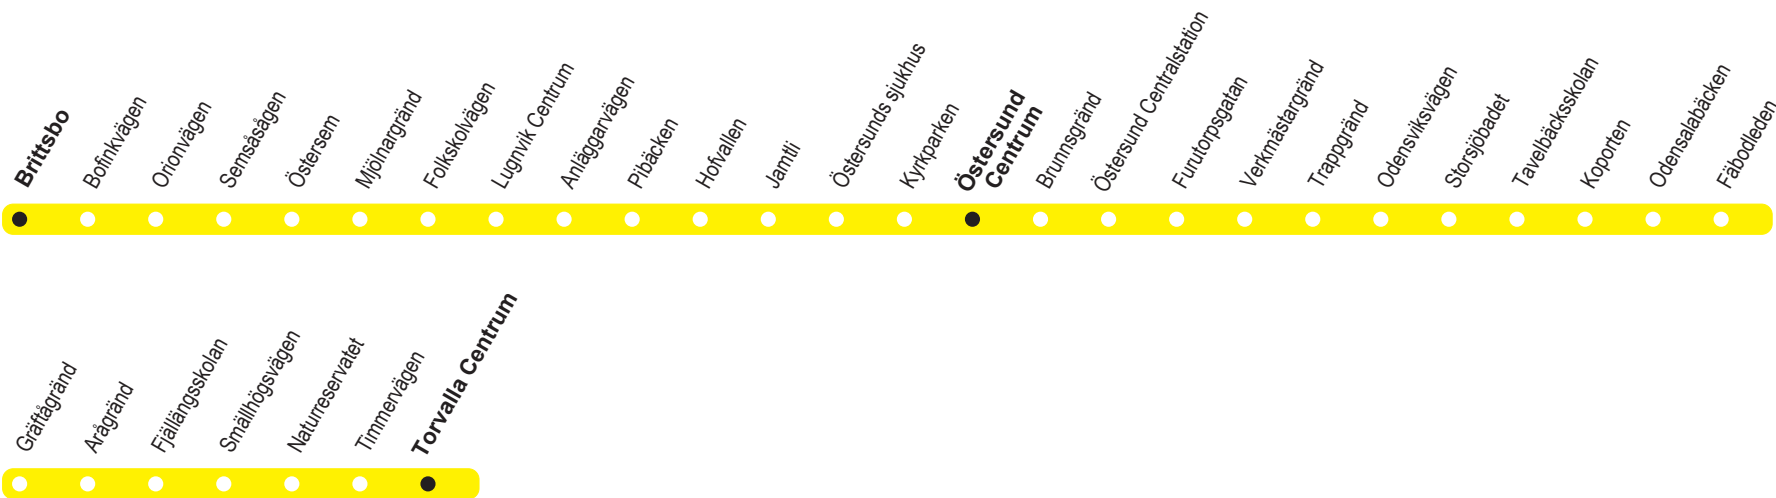 Brittsbo
Bofinkvägen
Orionvägen
Semsåsågen
Östersem
Mjölnargränd
Folkskolvägen
Lugnvik Centrum
Anläggarvägen
Pibäcken
Hofvallen
Jamtli
Östersunds sjukhus
Kyrkparken
Östersund
Centrum
Brunnsgränd
Östersund Centralstation
Furutorpsgatan
Verkmästargränd
Trappgränd
Odensviksvägen
Storsjöbadet
Tavelbäcksskolan
Koporten
Odensalabäcken
Fäbodleden
Gräftågränd
Arågränd
Fjällängsskolan
Smällhögsvägen
Naturreservatet
Timmervägen
Torvalla Centrum